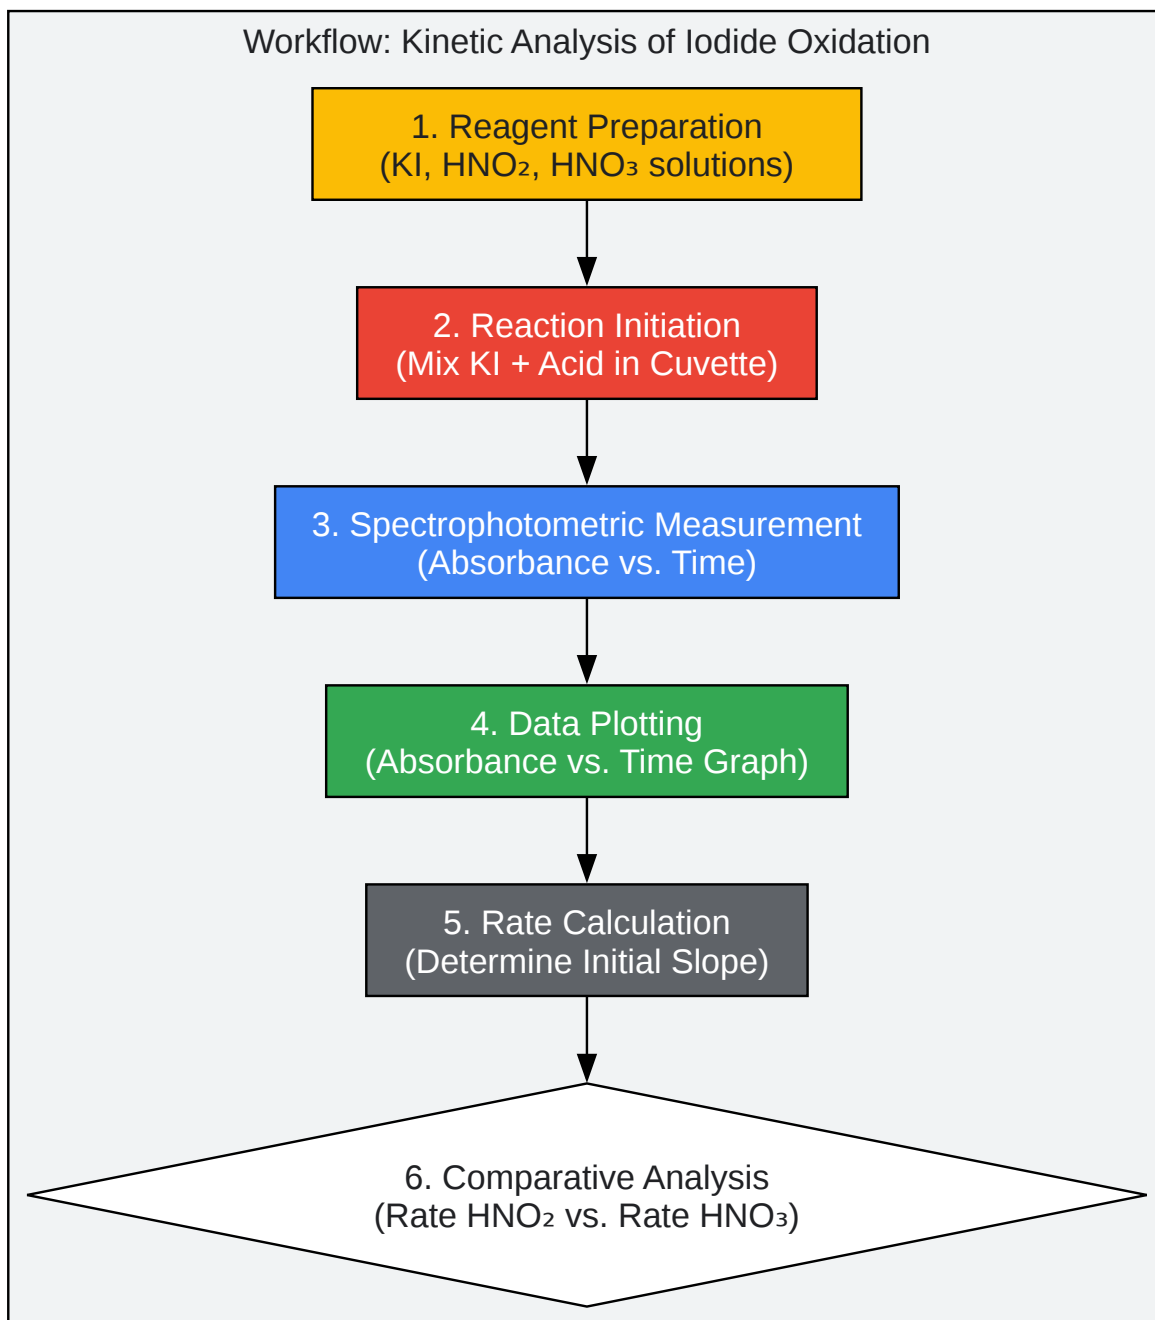 Workflow: Kinetic Analysis of Iodide Oxidation
1. Reagent Preparation
(KI, HNO₂, HNO₃ solutions)
2. Reaction Initiation
(Mix KI + Acid in Cuvette)
3. Spectrophotometric Measurement
(Absorbance vs. Time)
4. Data Plotting
(Absorbance vs. Time Graph)
5. Rate Calculation
(Determine Initial Slope)
6. Comparative Analysis
(Rate HNO₂ vs. Rate HNO₃)